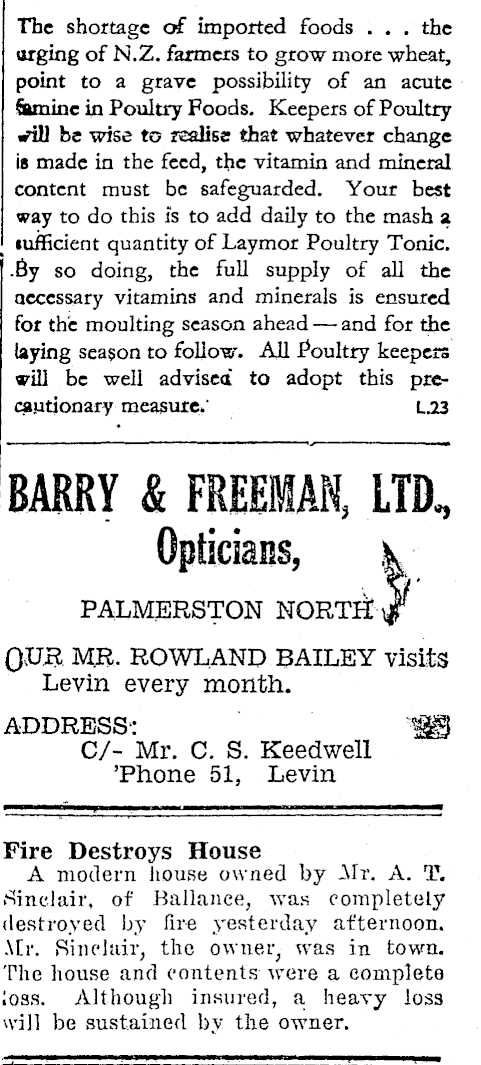 The shortage of imported foods . . . the
urging of N.Z. farmers to grow more wheat,
point to a grave possibility of an acute
famine in Poultry Foods. Keepers of Poultry
will be wise to realise that whatever change
is made in the feed, the vitamin and mineral
content must be safeguarded. Your best
way to do this is to add daily to the mash a
sufficient quantity of Laymor Poultry Tonic.
By so doing, the full supply of all the
necessary vitamins and minerals is ensured
for the moulting season ahead — and for the
laying season to follow. All Poultry keepers
will be well advised to adopt this pre-
cautionary measure. L.23
BARRY & FREEMAN, LTD.,
Opticians,
PALMERSTON NORTH
OUR MR. ROWLAND BAILEY visits
Levin every month.
ADDRESS:
C/- Mr. C. S. Keedwell
'Phone 51, Levin
Fire Destroys House
A modern house owned by Mr. A. T.
Sinclair, of Ballance, was completely
destroyed by fire yesterday afternoon.
Mr. Sinclair, the owner, was in town.
The house and contents were a complete
loss. Although insured, a heavy loss
will be sustained by the owner.